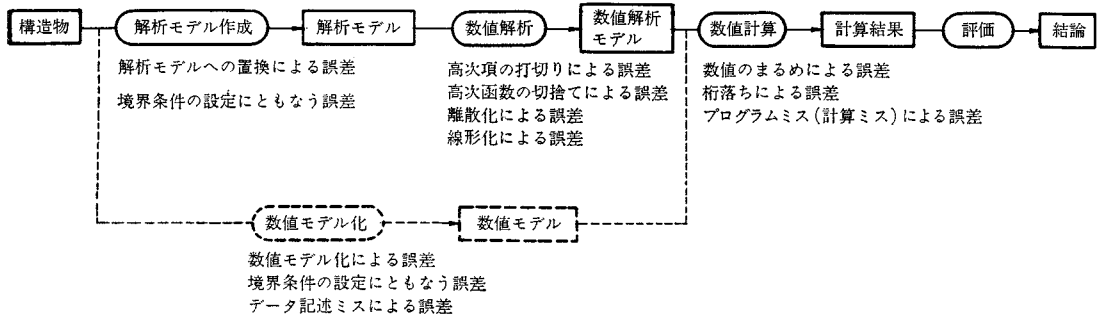 構造物
解析モデル作成
解析モデル
数値解析
数値解析
モデル
数値計算
計算結果
評価
結論
解析モデルへの置換による誤差
境界条件の設定にともなう誤差
高次項の打切りによる誤差
高次函数の切捨てによる誤差
離散化による誤差
線形化による誤差
数値のまるめによる誤差
桁落ちによる誤差
プログラムミス(計算ミス)による誤差
数値モデル化
数値モデル
数値モデル化による誤差
境界条件の設定にともなう誤差
データ記述ミスによる誤差